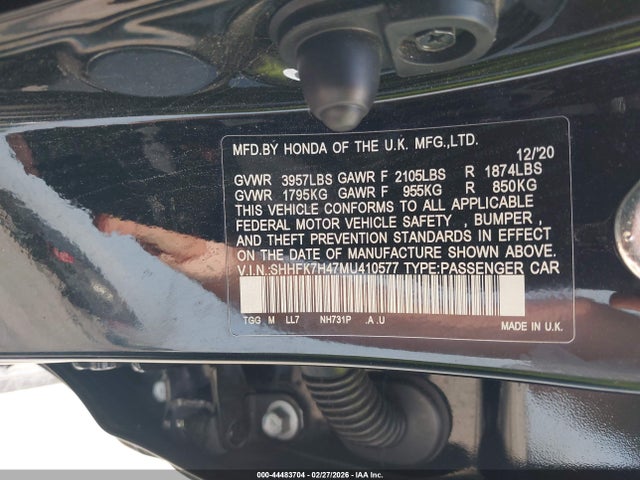 MFD.BY HONDA OF THE U.K. MFG.,LTD.
12/'20
GVWR 3957LBS GAWR F 2105LBS R 1874LBS
GVWR 1795KG GAWR F 955KG R 850KG
THIS VEHICLE CONFORMS TO ALL APPLICABLE
FEDERAL MOTOR VEHICLE SAFETY , BUMPER ,
AND THEFT PREVENTION STANDARDS IN EFFECT
ON THE DATE OF MANUFACTURE SHOWN ABOVE.
V.I.N.:SHHFK7H47MU410577 TYPE:PASSENGER CAR
TGG M LL7 NH731P .A .U
MADE IN U.K.
000-44483704 - 02/27/2026 - IAA Inc.